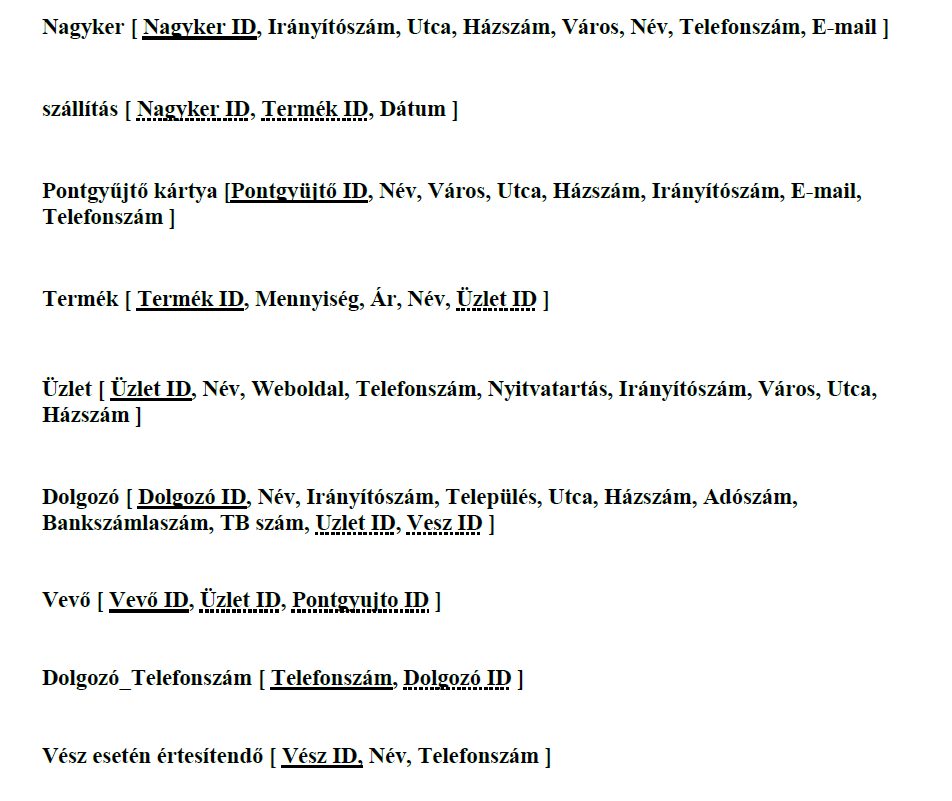 Nagyker [ Nagyker ID, Irányítószám, Utca, Házszám, Város, Név, Telefonszám, E-mail ]
szállítás [ Nagyker ID, Termék ID, Dátum ]
Pontgyűjtő kártya [Pontgyüjtő ID, Név, Város, Utca, Házszám, Irányítószám, E-mail,
Telefonszám ]
Termék [ Termék ID, Mennyiség, Ár, Név, Üzlet ID ]
Üzlet [ Üzlet ID, Név, Weboldal, Telefonszám, Nyitvatartás, Irányítószám, Város, Utca,
Házszám ]
Dolgozó [ Dolgozó ID, Név, Irányítószám, Település, Utca, Házszám, Adószám,
Bankszámlaszám, TB szám, Uzlet ID, Vesz ID ]
Vevő [ Vevő ID, Üzlet ID, Pontgyujto ID ]
Dolgozó_Telefonszám [ Telefonszám, Dolgozó ID ]
Vész esetén értesítendő [ Vész ID, Név, Telefonszám ]